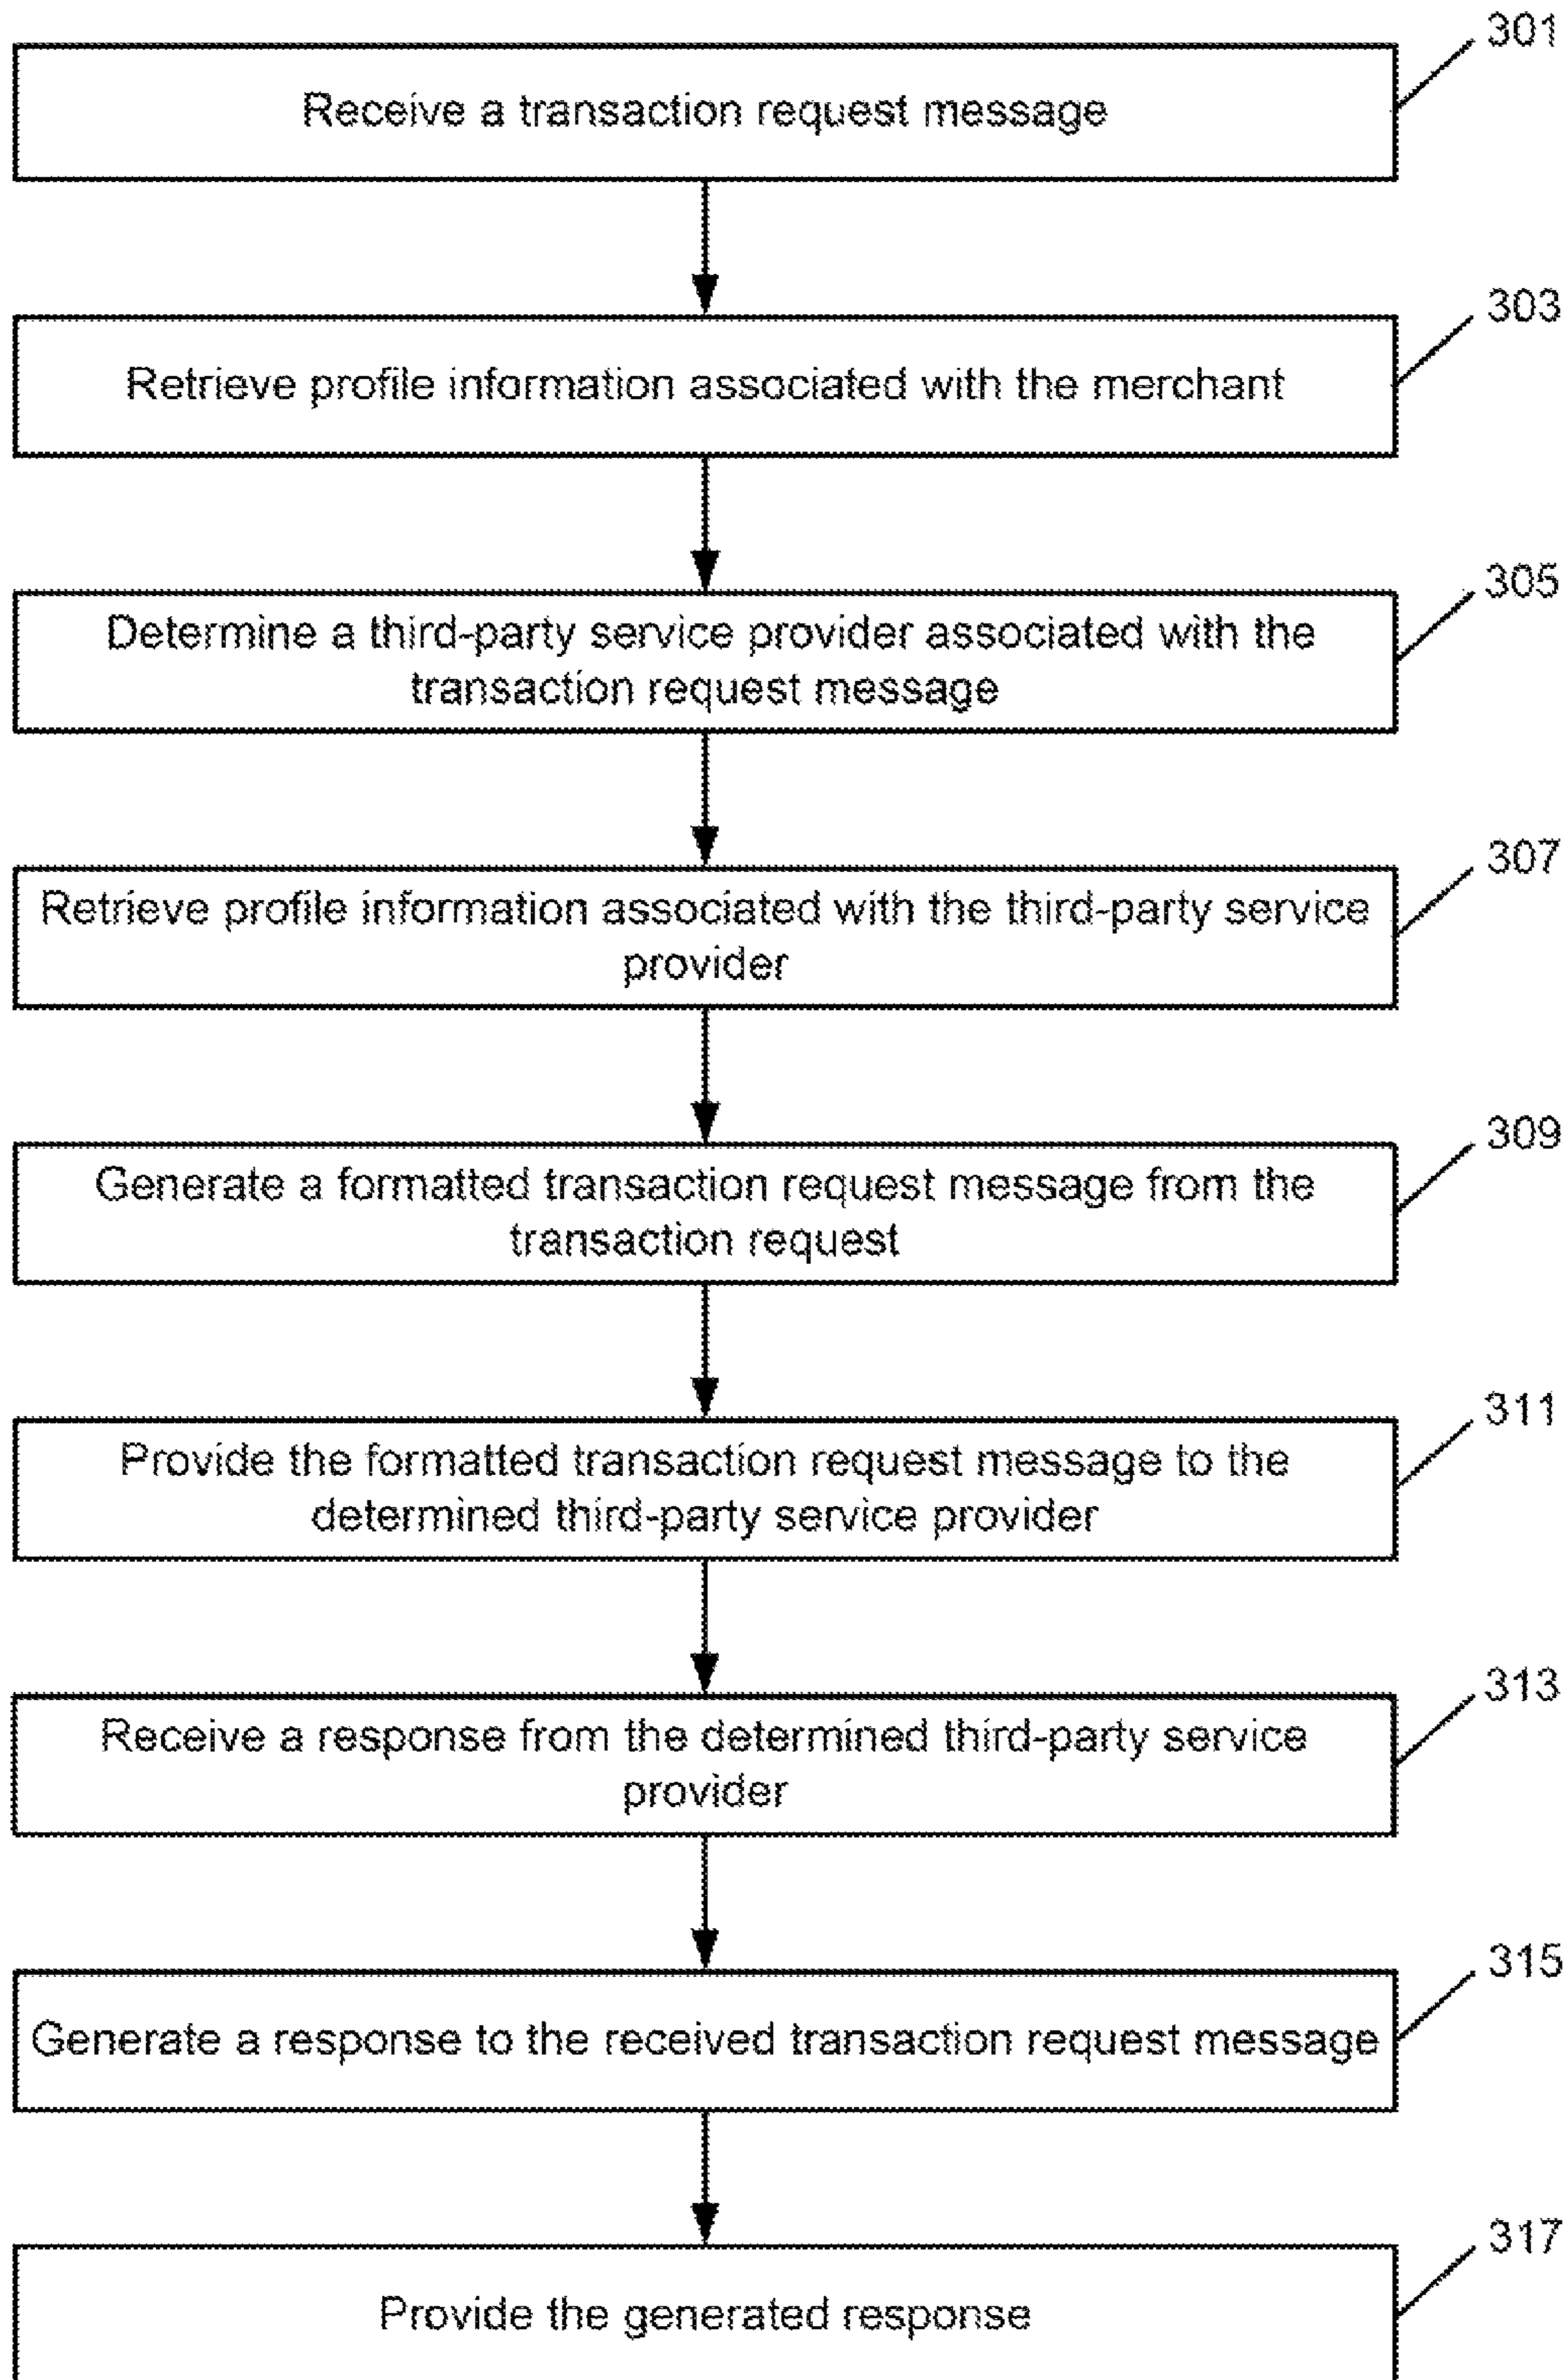 301
Receive a transaction request message
303
Retrieve profile information associated with the merchant
305
Determine a third-party service provider associated with the
transaction request message
307
Retrieve profile information associated with the third-party service
provider
309
Generate a formatted transaction request message from the
transaction request
311
Provide the formatted transaction request message to the
determined third-party service provider
313
Receive a response from the determined third-party service
provider
315
Generate a response to the received transaction request message
317
Provide the generated response